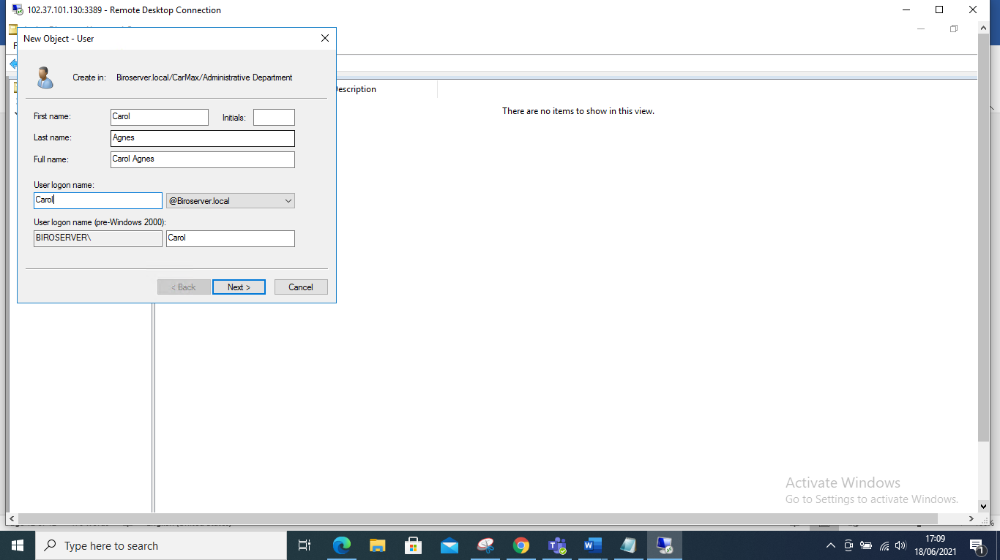 102.37.101.130:3389 - Remote Desktop Connection
New Object - User
Create in: Biroserver.local/CarMax/Administrative Department
First name: Carol Initials:
Last name: Agnes
Full name: Carol Agnes
User logon name:
Carol @Biroserver.local
User logon name (pre-Windows 2000):
BIROSERVER\ Carol
< Back Next > Cancel
Description
There are no items to show in this view.
Activate Windows
Go to Settings to activate Windows.
Type here to search
17:09
18/06/2021
1